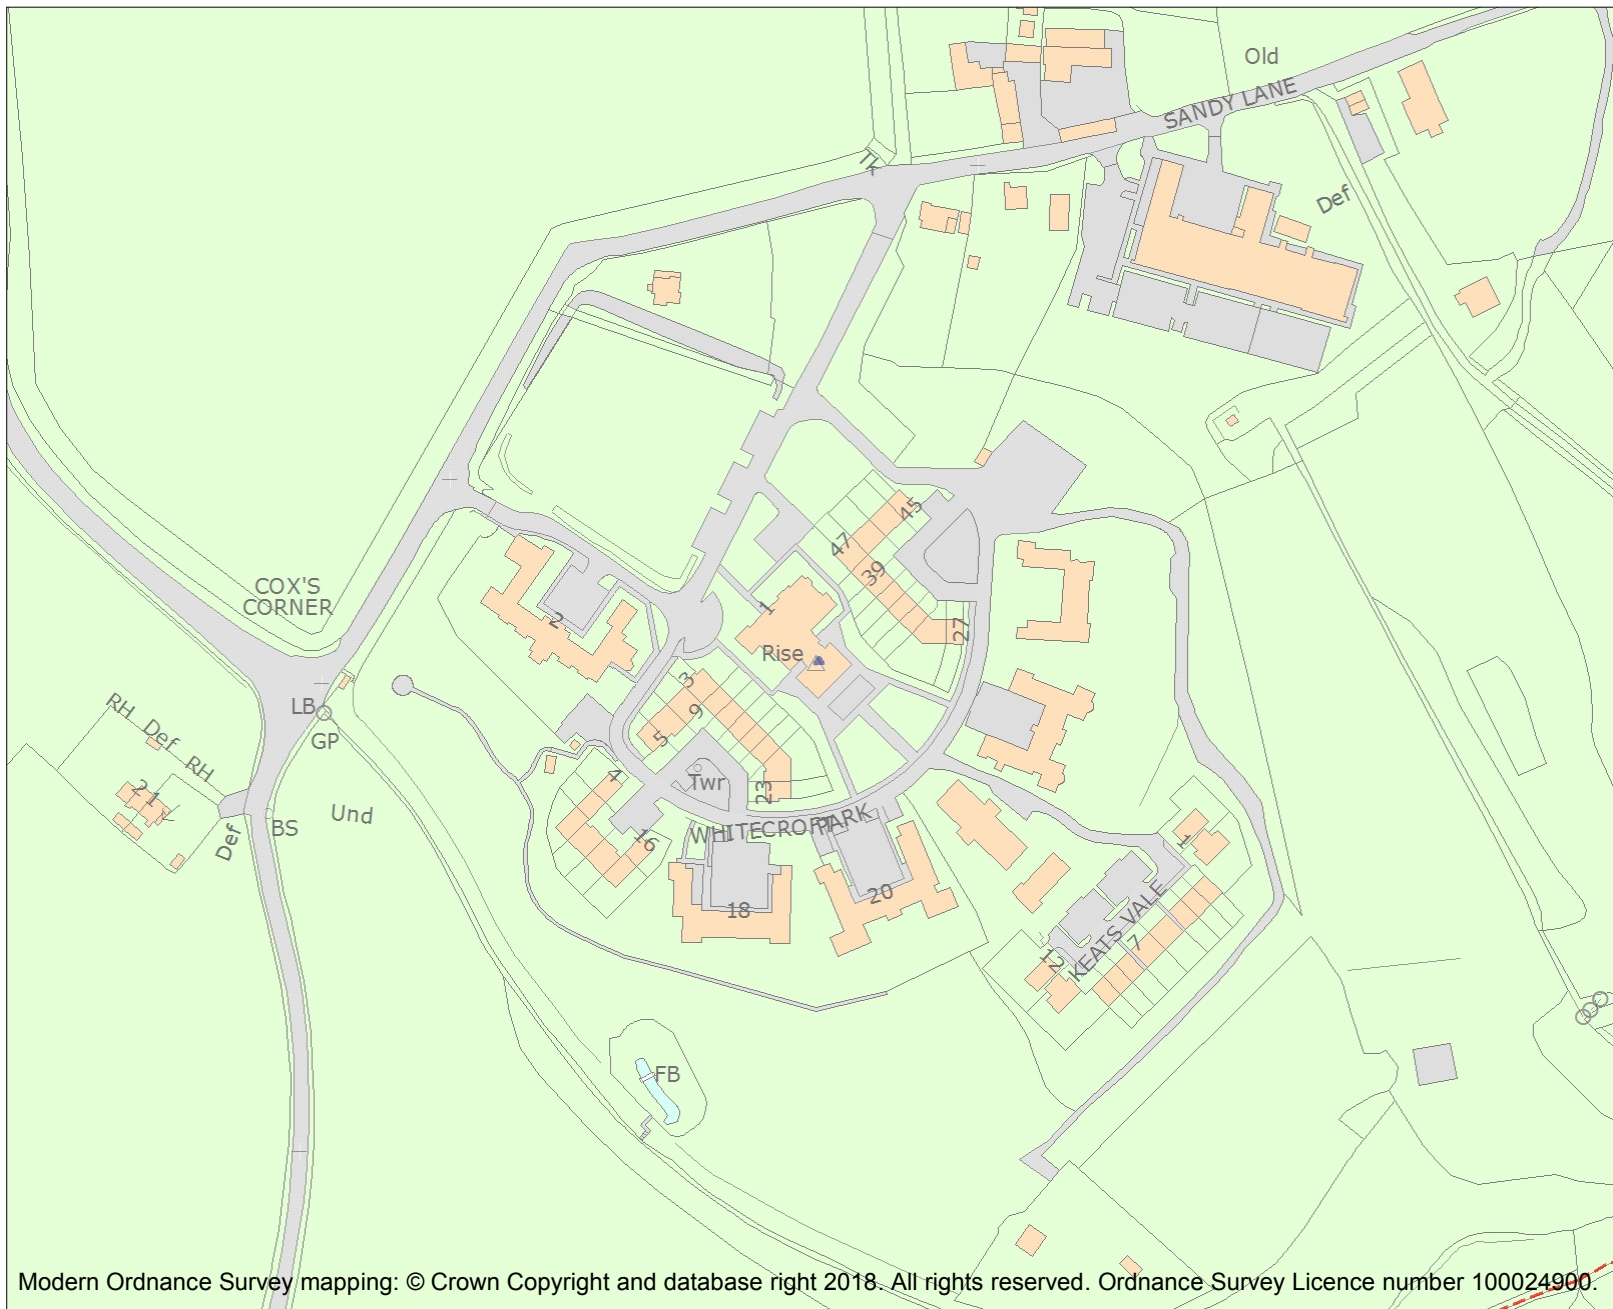 Old
SANDY LANE
Tk
Def
45
47
39
COX'S
CORNER
1
2
27
Rise
3
RH Def RH
LB
9
GP
5
4
Twr
21
23
Und
BS
WHITECROFT PARK
Def
16
1
20
18
KEATS VALE
7
12
FB
Modern Ordnance Survey mapping: © Crown Copyright and database right 2018. All rights reserved. Ordnance Survey Licence number 100024900.